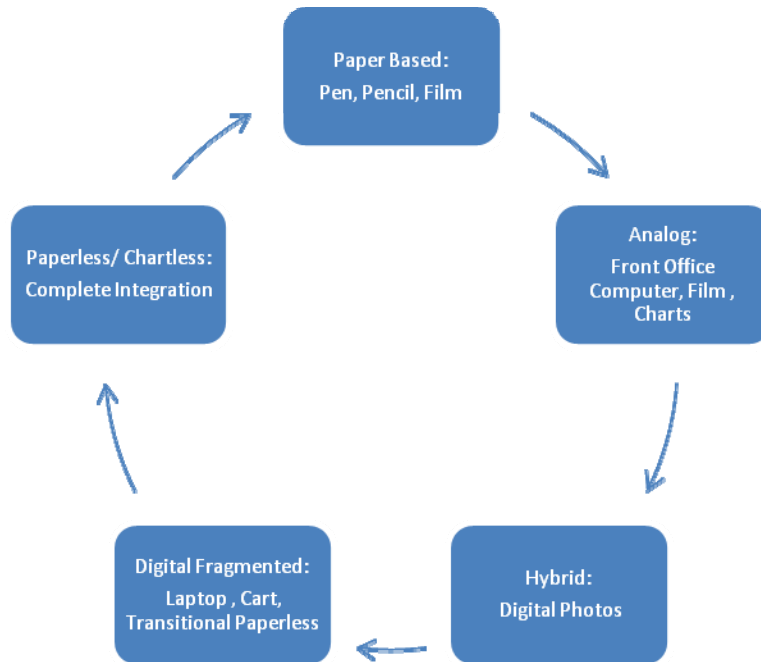 Paper Based:
Pen, Pencil, Film
Analog:
Front Office
Computer, Film ,
Charts
Hybrid:
Digital Photos
Digital Fragmented:
Laptop , Cart,
Transitional Paperless
Paperless/ Chartless:
Complete Integration